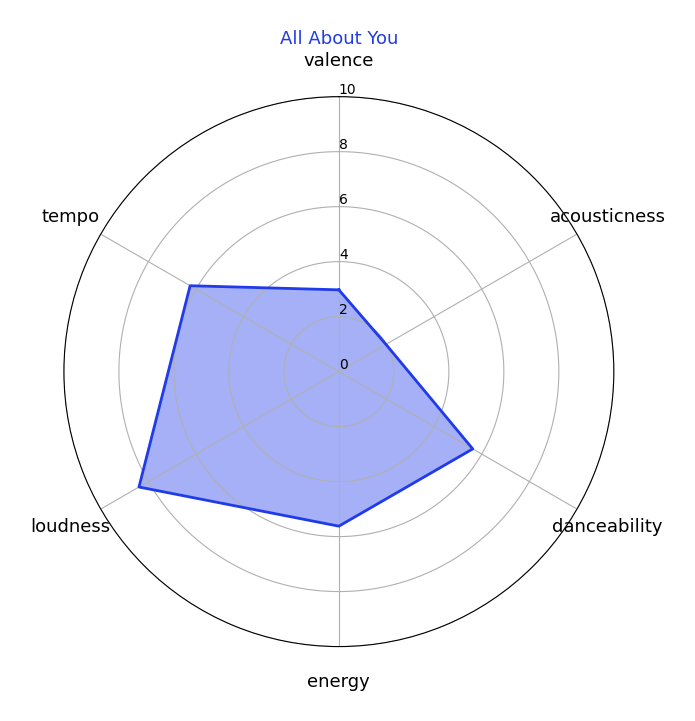 All About You
valence
10
8
6
4
2
0
tempo
acousticness
loudness
danceability
energy